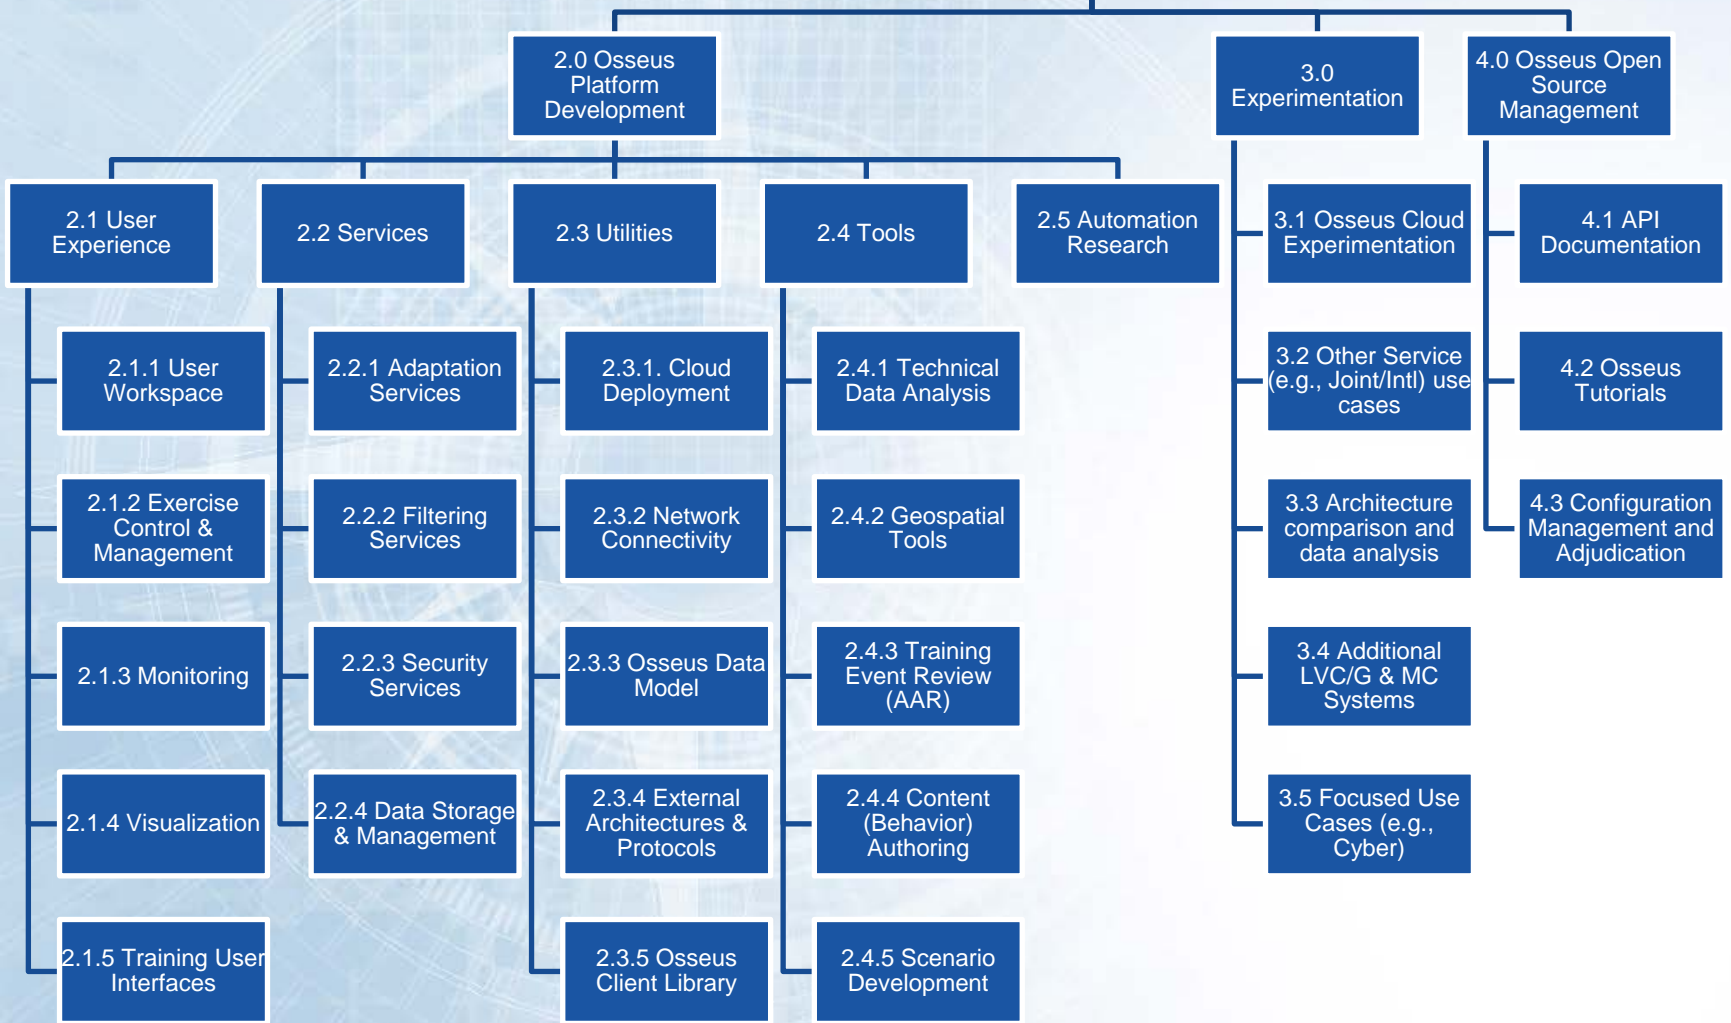 2.0 Osseus
Platform
Development
3.0
Experimentation
4.0 Osseus Open
Source
Management
2.1 User
Experience
2.2 Services
2.3 Utilities
2.4 Tools
2.5 Automation
Research
3.1 Osseus Cloud
Experimentation
4.1 API
Documentation
2.1.1 User
Workspace
2.2.1 Adaptation
Services
2.3.1. Cloud
Deployment
2.4.1 Technical
Data Analysis
3.2 Other Service
(e.g., Joint/Intl) use
cases
4.2 Osseus
Tutorials
2.1.2 Exercise
Control &
Management
2.2.2 Filtering
Services
2.3.2 Network
Connectivity
2.4.2 Geospatial
Tools
3.3 Architecture
comparison and
data analysis
4.3 Configuration
Management and
Adjudication
2.1.3 Monitoring
2.2.3 Security
Services
2.3.3 Osseus Data
Model
2.4.3 Training
Event Review
(AAR)
3.4 Additional
LVC/G & MC
Systems
2.1.4 Visualization
2.2.4 Data Storage
& Management
2.3.4 External
Architectures &
Protocols
2.4.4 Content
(Behavior)
Authoring
3.5 Focused Use
Cases (e.g.,
Cyber)
2.1.5 Training User
Interfaces
2.3.5 Osseus
Client Library
2.4.5 Scenario
Development